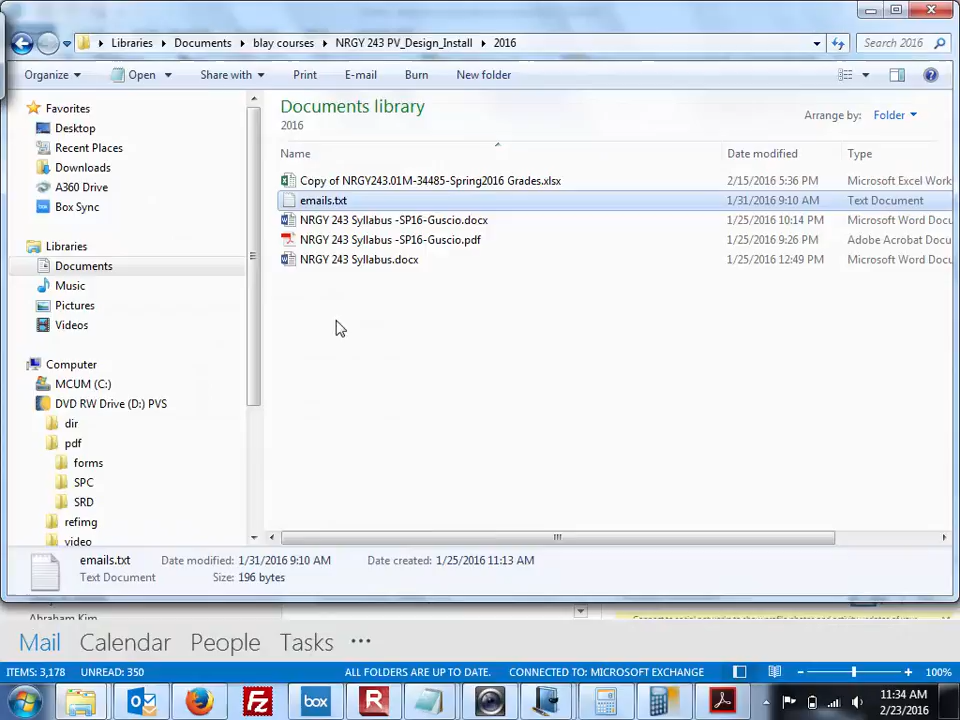 Libraries Documents blay courses NRGY 243 PV_Design_Install 2016 Search 2016
Organize Open Share with Print E-mail Burn New folder
Favorites
Desktop
Recent Places
Downloads
A360 Drive
Box Sync
Libraries
Documents
Music
Pictures
Videos
Computer
MCUM (C:)
DVD RW Drive (D:) PVS
dir
pdf
forms
SPC
SRD
refimg
video
Documents library
2016
Arrange by: Folder
Name Date modified Type
Copy of NRGY243.01M-34485-Spring2016 Grades.xlsx 2/15/2016 5:36 PM Microsoft Excel Work
emails.txt 1/31/2016 9:10 AM Text Document
NRGY 243 Syllabus -SP16-Guscio.docx 1/25/2016 10:14 PM Microsoft Word Docu
NRGY 243 Syllabus -SP16-Guscio.pdf 1/25/2016 9:26 PM Adobe Acrobat Docu
NRGY 243 Syllabus.docx 1/25/2016 12:49 PM Microsoft Word Docu
emails.txt Date modified: 1/31/2016 9:10 AM Date created: 1/25/2016 11:13 AM
Text Document Size: 196 bytes
Abraham Kim
Mail Calendar People Tasks •••
ITEMS: 3,178 UNREAD: 350 ALL FOLDERS ARE UP TO DATE. CONNECTED TO: MICROSOFT EXCHANGE 100%
box
11:34 AM
2/23/2016